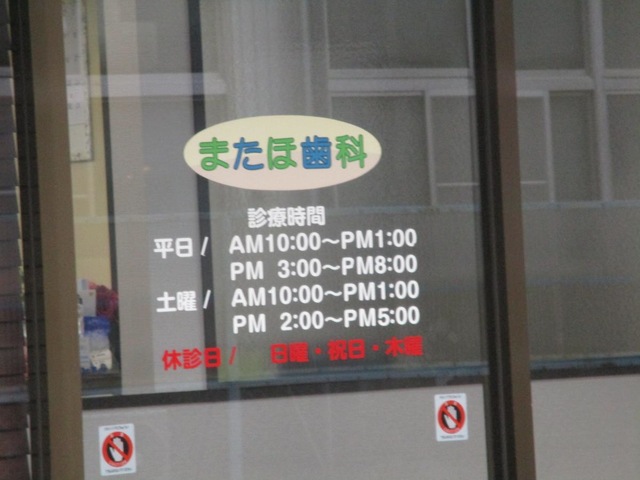 またほ歯科
診療時間
平日 / AM10:00～PM1:00
PM 3:00～PM8:00
土曜 / AM10:00～PM1:00
PM 2:00～PM5:00
休診日 / 日曜・祝日・木曜